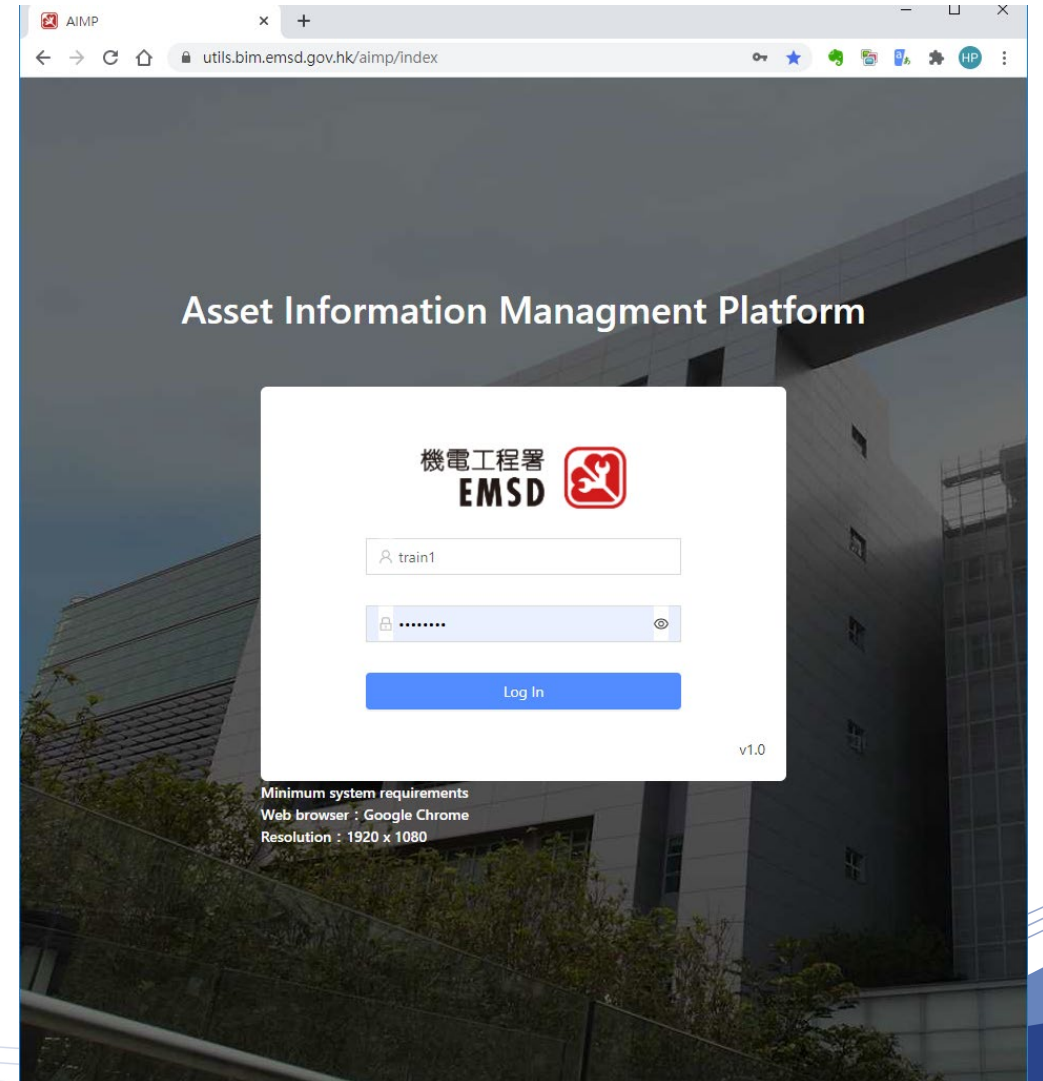 AIMP
utils.bim.emsd.gov.hk/aimp/index
HP
Asset Information Managment Platform
機電工程署
EMSD
train1
••••••••
Log In
v1.0
Minimum system requirements
Web browser：Google Chrome
Resolution：1920 x 1080